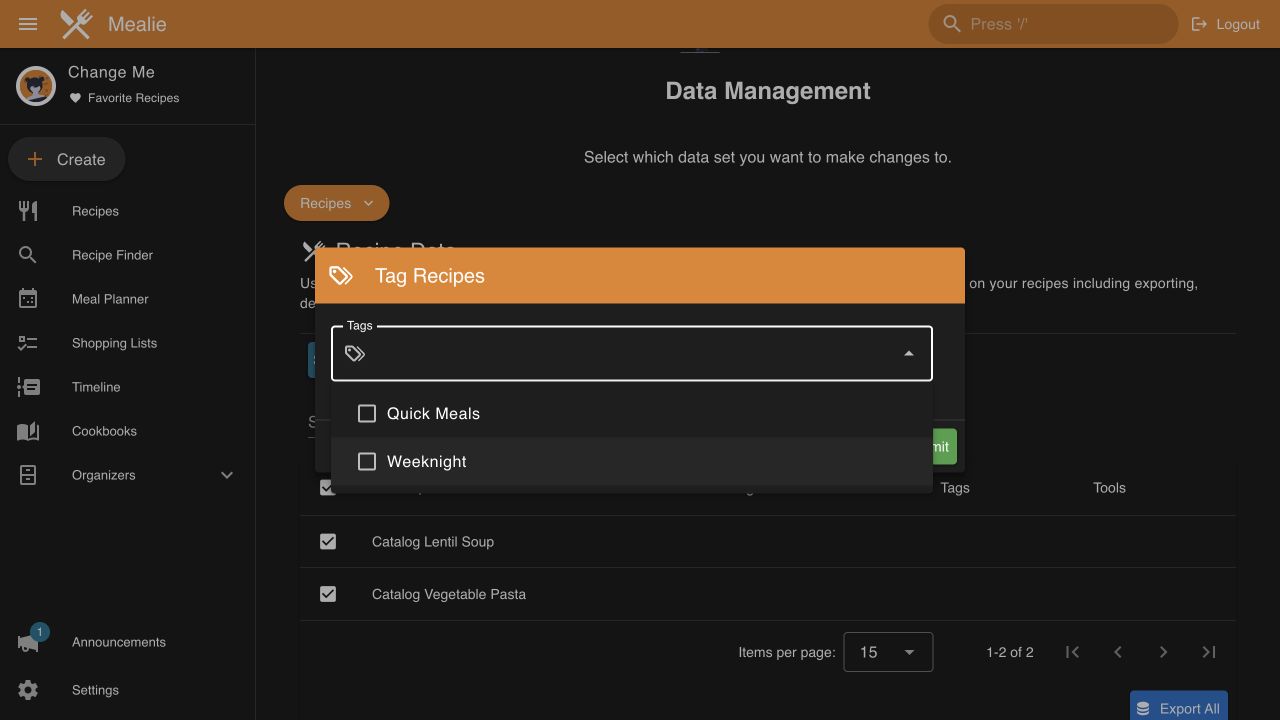 Mealie
Press '/'
Logout
Change Me
Favorite Recipes
Data Management
Create
Select which data set you want to make changes to.
Recipes
Recipes
Recipe Finder
Recipe Data
Tag Recipes
on your recipes including exporting,
Meal Planner
Tags
Shopping Lists
Timeline
Quick Meals
Cookbooks
Weeknight
Organizers
Tags
Tools
Catalog Lentil Soup
Catalog Vegetable Pasta
1
Announcements
Items per page:
15
1-2 of 2
Settings
Export All